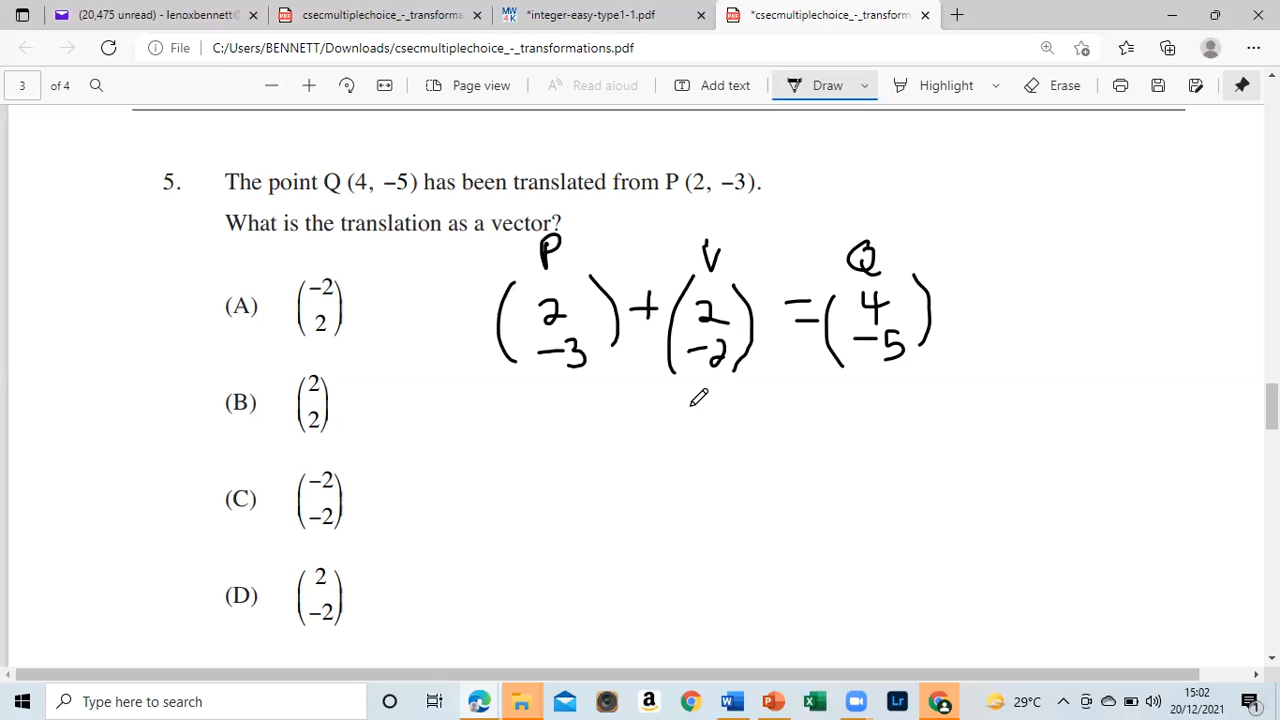 (20,475 unread) - lenoxbennett@
csecmultiplechoice_-_transforma
*integer-easy-type1-1.pdf
*csecmultiplechoice_-_transform
File
C:/Users/BENNETT/Downloads/csecmultiplechoice_-_transformations.pdf
3 of 4
Page view
Read aloud
Add text
Draw
Highlight
Erase
5. The point Q (4, −5) has been translated from P (2, −3).
What is the translation as a vector?
P V Q
(A) (−2
2)
(B) (2
2)
(C) (−2
−2)
(D) (2
−2)
( 2 ) + ( 2 ) = ( 4 )
−3 −2 −5
Type here to search
29°C
15:02
20/12/2021